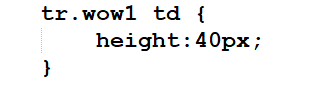 tr.wow1 td {
    height:40px;
}